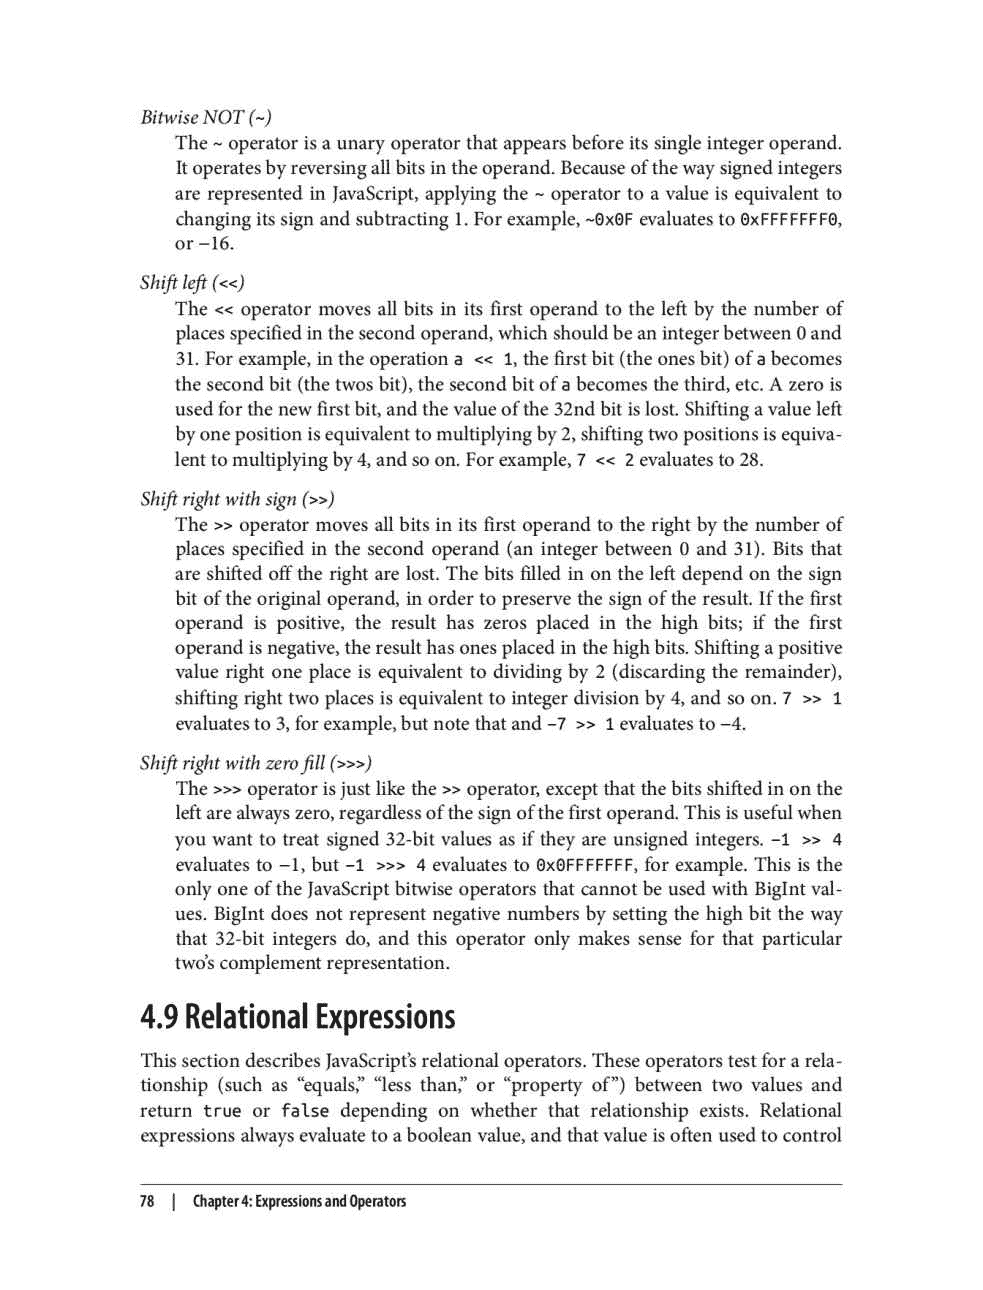 Bitwise NOT (~)
The ~ operator is a unary operator that appears before its single integer operand.
It operates by reversing all bits in the operand. Because of the way signed integers
are represented in JavaScript, applying the ~ operator to a value is equivalent to
changing its sign and subtracting 1. For example, ~0x0F evaluates to 0xFFFFFFF0,
or −16.
Shift left (<<)
The << operator moves all bits in its first operand to the left by the number of
places specified in the second operand, which should be an integer between 0 and
31. For example, in the operation a << 1, the first bit (the ones bit) of a becomes
the second bit (the twos bit), the second bit of a becomes the third, etc. A zero is
used for the new first bit, and the value of the 32nd bit is lost. Shifting a value left
by one position is equivalent to multiplying by 2, shifting two positions is equiva-
lent to multiplying by 4, and so on. For example, 7 << 2 evaluates to 28.
Shift right with sign (>>)
The >> operator moves all bits in its first operand to the right by the number of
places specified in the second operand (an integer between 0 and 31). Bits that
are shifted off the right are lost. The bits filled in on the left depend on the sign
bit of the original operand, in order to preserve the sign of the result. If the first
operand is positive, the result has zeros placed in the high bits; if the first
operand is negative, the result has ones placed in the high bits. Shifting a positive
value right one place is equivalent to dividing by 2 (discarding the remainder),
shifting right two places is equivalent to integer division by 4, and so on. 7 >> 1
evaluates to 3, for example, but note that and −7 >> 1 evaluates to −4.
Shift right with zero fill (>>>)
The >>> operator is just like the >> operator, except that the bits shifted in on the
left are always zero, regardless of the sign of the first operand. This is useful when
you want to treat signed 32-bit values as if they are unsigned integers. −1 >> 4
evaluates to −1, but −1 >>> 4 evaluates to 0x0FFFFFFF, for example. This is the
only one of the JavaScript bitwise operators that cannot be used with BigInt val-
ues. BigInt does not represent negative numbers by setting the high bit the way
that 32-bit integers do, and this operator only makes sense for that particular
two’s complement representation.
4.9 Relational Expressions
This section describes JavaScript’s relational operators. These operators test for a rela-
tionship (such as “equals,” “less than,” or “property of”) between two values and
return true or false depending on whether that relationship exists. Relational
expressions always evaluate to a boolean value, and that value is often used to control
78 | Chapter 4: Expressions and Operators